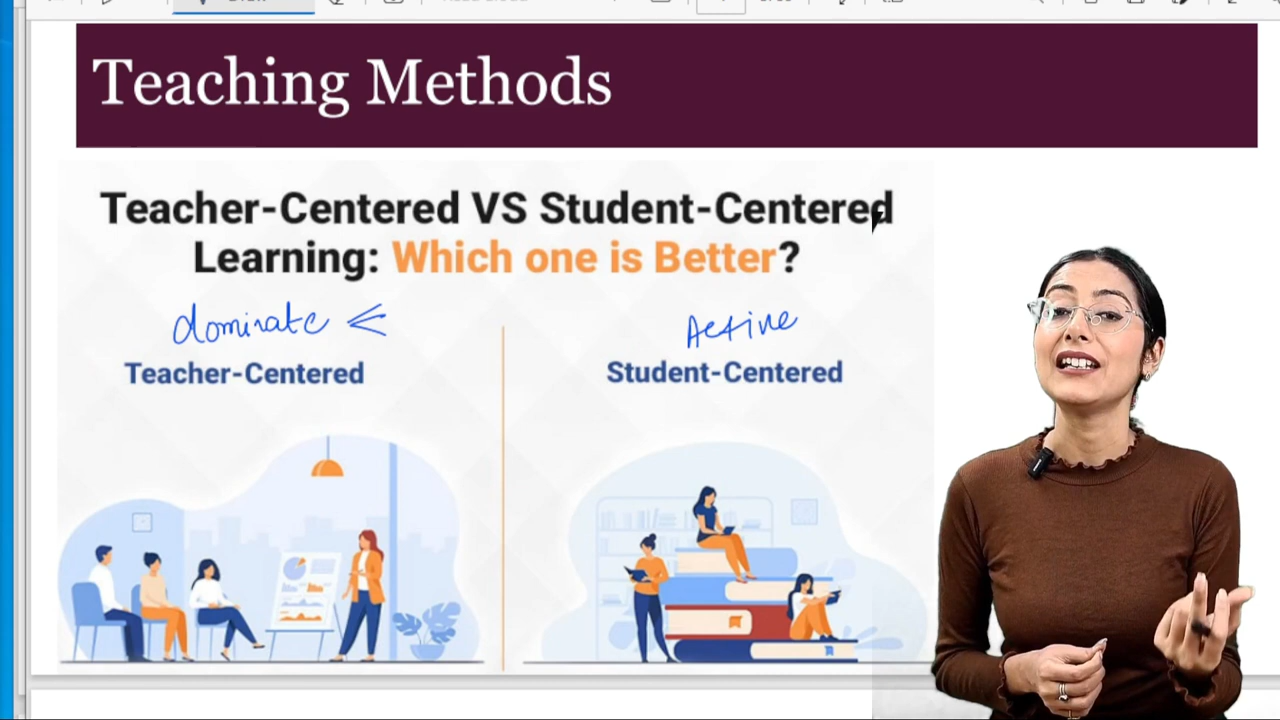 Teaching Methods
Teacher-Centered VS Student-Centered
Learning: Which one is Better?
dominate <
Active
Teacher-Centered
Student-Centered